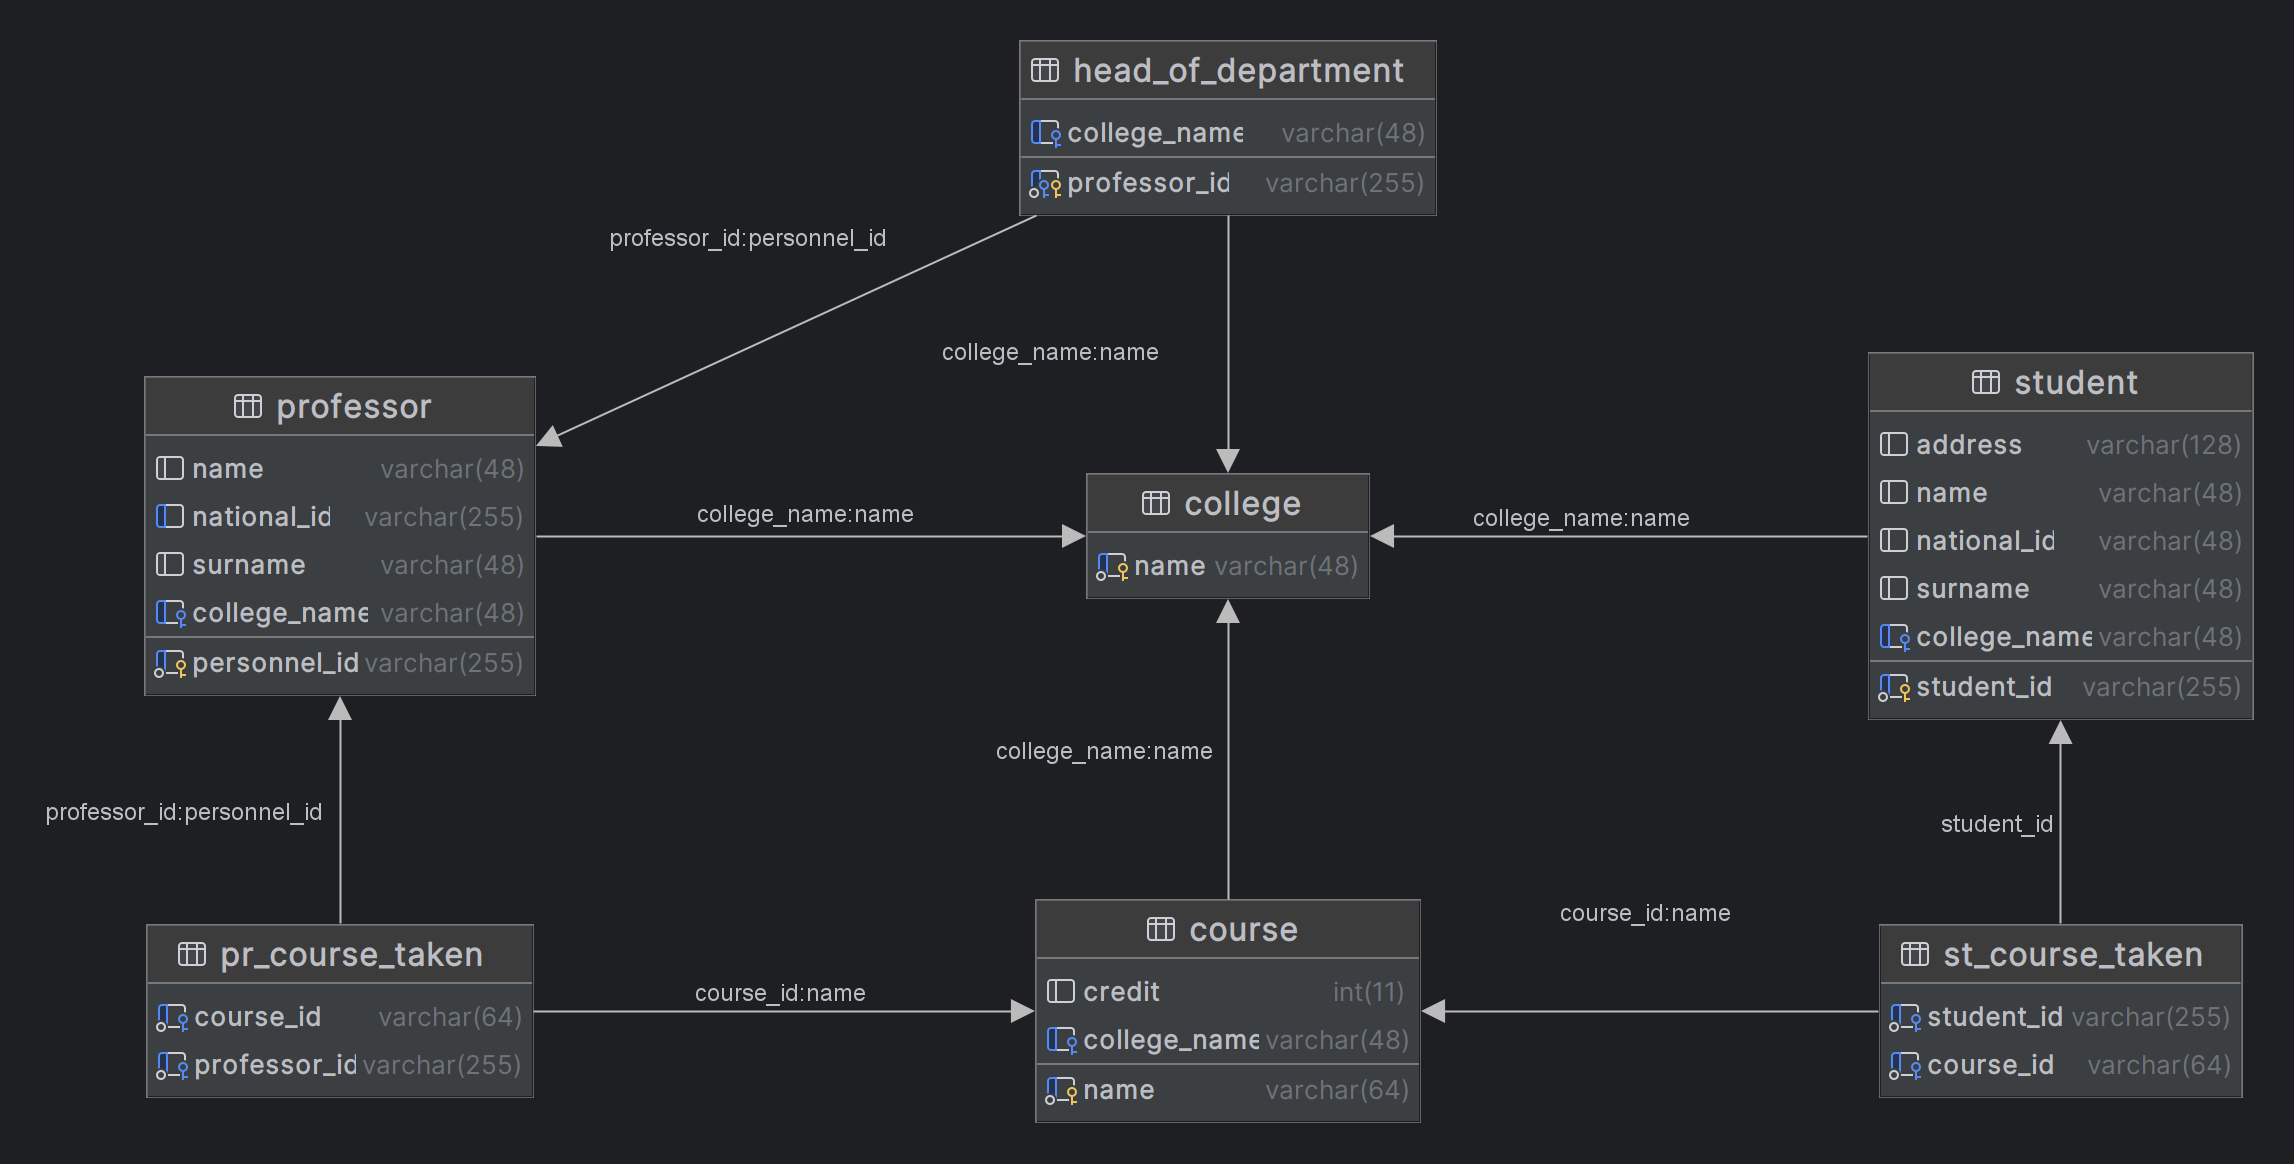 head_of_department
college_name varchar(48)
professor_id varchar(255)
professor_id:personnel_id
college_name:name
professor
name varchar(48)
national_id varchar(255)
surname varchar(48)
college_name varchar(48)
personnel_id varchar(255)
college_name:name
college
name varchar(48)
college_name:name
student
address varchar(128)
name varchar(48)
national_id varchar(48)
surname varchar(48)
college_name varchar(48)
student_id varchar(255)
college_name:name
professor_id:personnel_id
student_id
pr_course_taken
course_id varchar(64)
professor_id varchar(255)
course_id:name
course
credit int(11)
college_name varchar(48)
name varchar(64)
course_id:name
st_course_taken
student_id varchar(255)
course_id varchar(64)